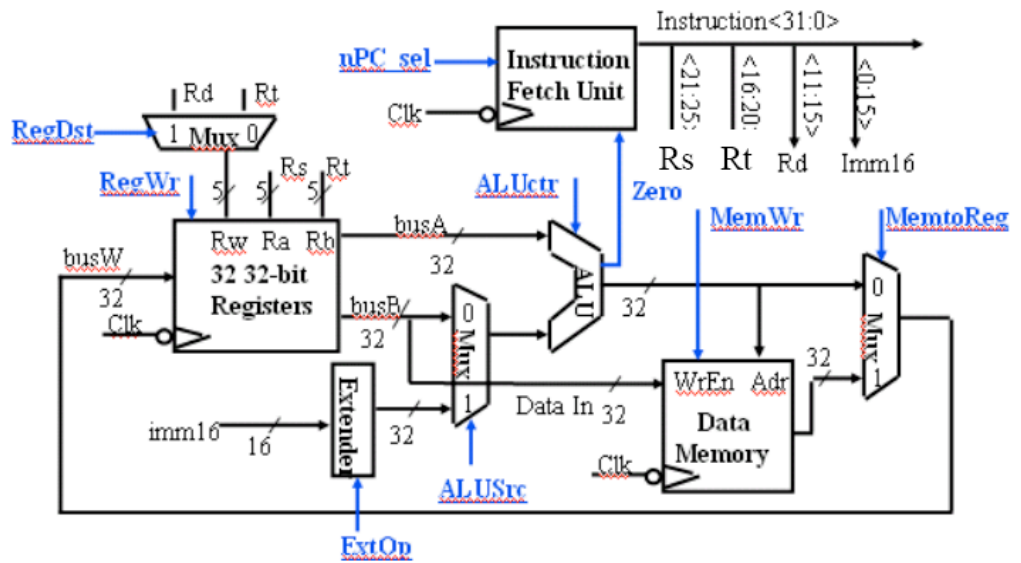 Instruction<31:0>
nPC_sel
Instruction
Fetch Unit
Clk
<21:25>
<16:20>
<11:15>
<0:15>
Rs
Rt
Rd
Imm16
Rd
Rt
RegDst
1 Mux 0
RegWr
5
5
Rs
5
Rt
busW
32
Rw Ra Rb
32 32-bit
Registers
Clk
busA
32
busB
32
ALUctr
ALU
Zero
32
0
Mux
1
ALUSrc
imm16
16
Extender
32
ExtOp
Data In
32
MemWr
WrEn Adr
Data
Memory
Clk
32
MemtoReg
0
Mux
1